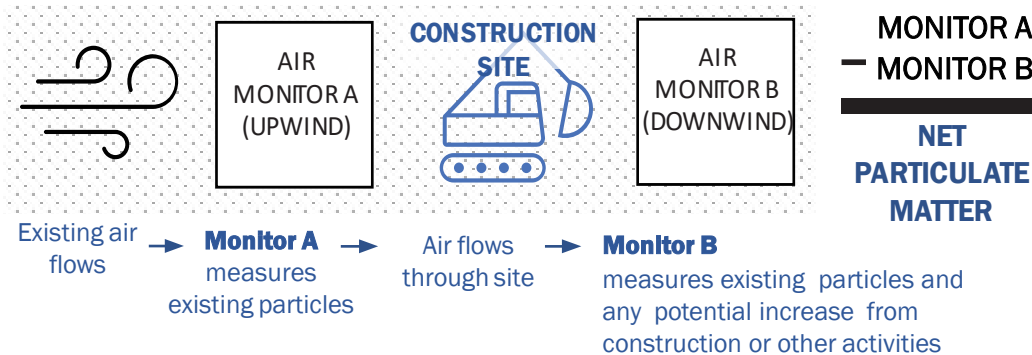 AIR
MONITOR A
(UPWIND)
CONSTRUCTION
SITE
AIR
MONITOR B
(DOWNWIND)
MONITOR A
– MONITOR B
NET
PARTICULATE
MATTER
Existing air
flows
Monitor A
measures
existing particles
Air flows
through site
Monitor B
measures existing particles and
any potential increase from
construction or other activities